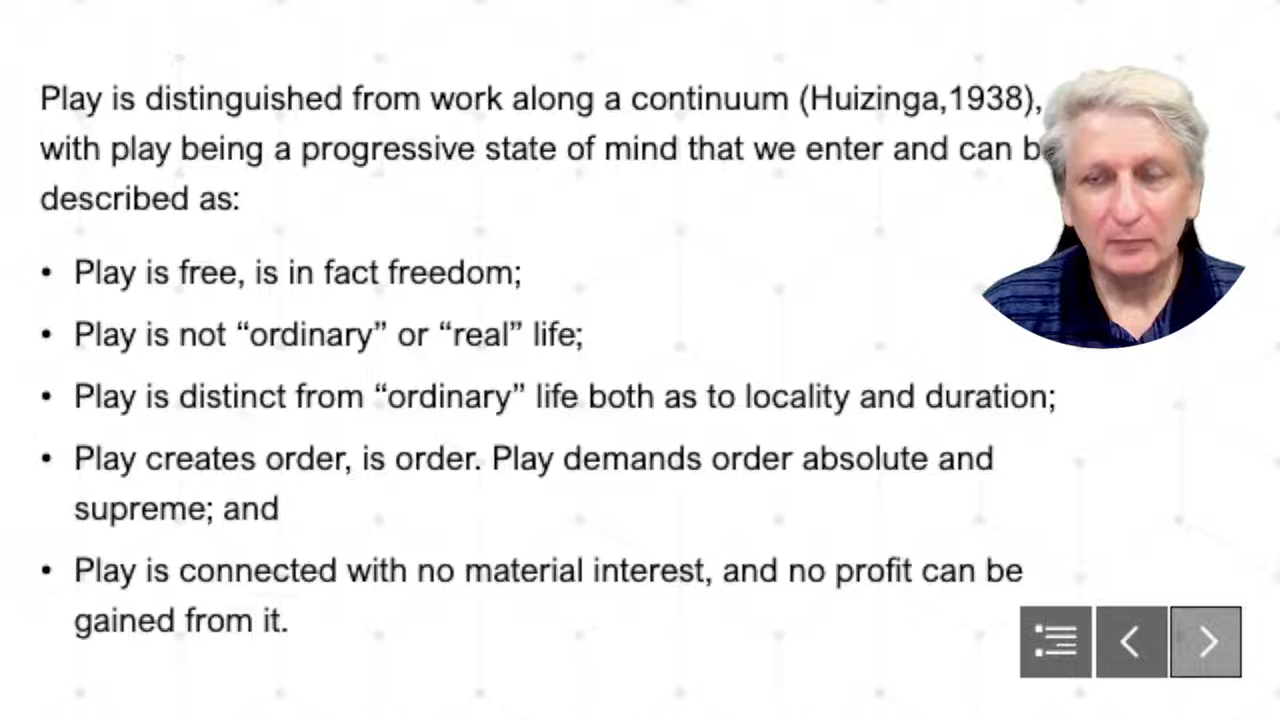 Play is distinguished from work along a continuum (Huizinga,1938),
with play being a progressive state of mind that we enter and can
described as:
• Play is free, is in fact freedom;
• Play is not “ordinary” or “real” life;
• Play is distinct from “ordinary” life both as to locality and duration;
• Play creates order, is order. Play demands order absolute and
supreme; and
• Play is connected with no material interest, and no profit can be
gained from it.